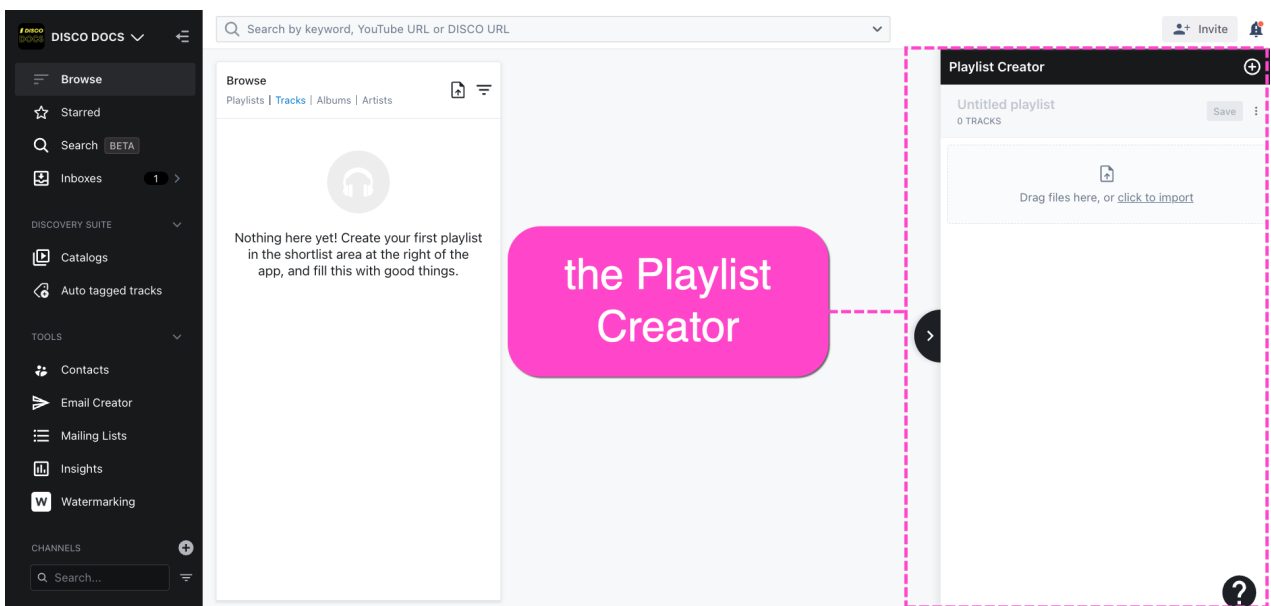 DISCO
DOCS
DISCO DOCS
Browse
Starred
Search BETA
Inboxes 1
DISCOVERY SUITE
Catalogs
Auto tagged tracks
TOOLS
Contacts
Email Creator
Mailing Lists
Insights
W Watermarking
CHANNELS
Search...
Search by keyword, YouTube URL or DISCO URL
Invite
Browse
Playlists | Tracks | Albums | Artists
Nothing here yet! Create your first playlist
in the shortlist area at the right of the
app, and fill this with good things.
the Playlist
Creator
Playlist Creator
Untitled playlist
0 TRACKS
Save
Drag files here, or click to import
?